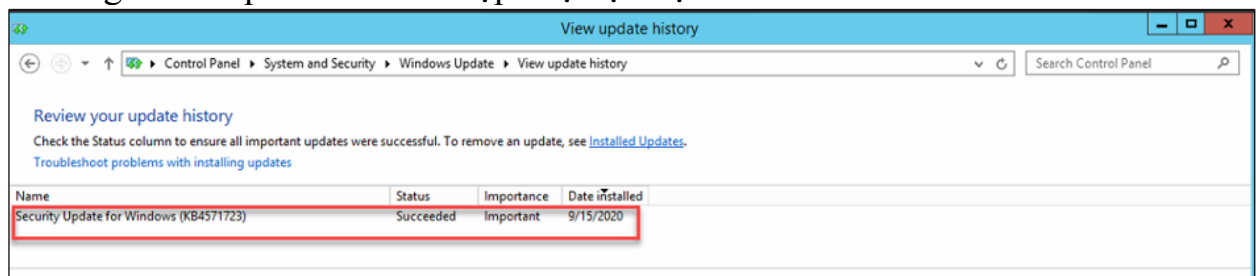 View update history
Control Panel ▸ System and Security ▸ Windows Update ▸ View update history
Search Control Panel
Review your update history
Check the Status column to ensure all important updates were successful. To remove an update, see Installed Updates.
Troubleshoot problems with installing updates
Name Status Importance Date installed
Security Update for Windows (KB4571723) Succeeded Important 9/15/2020